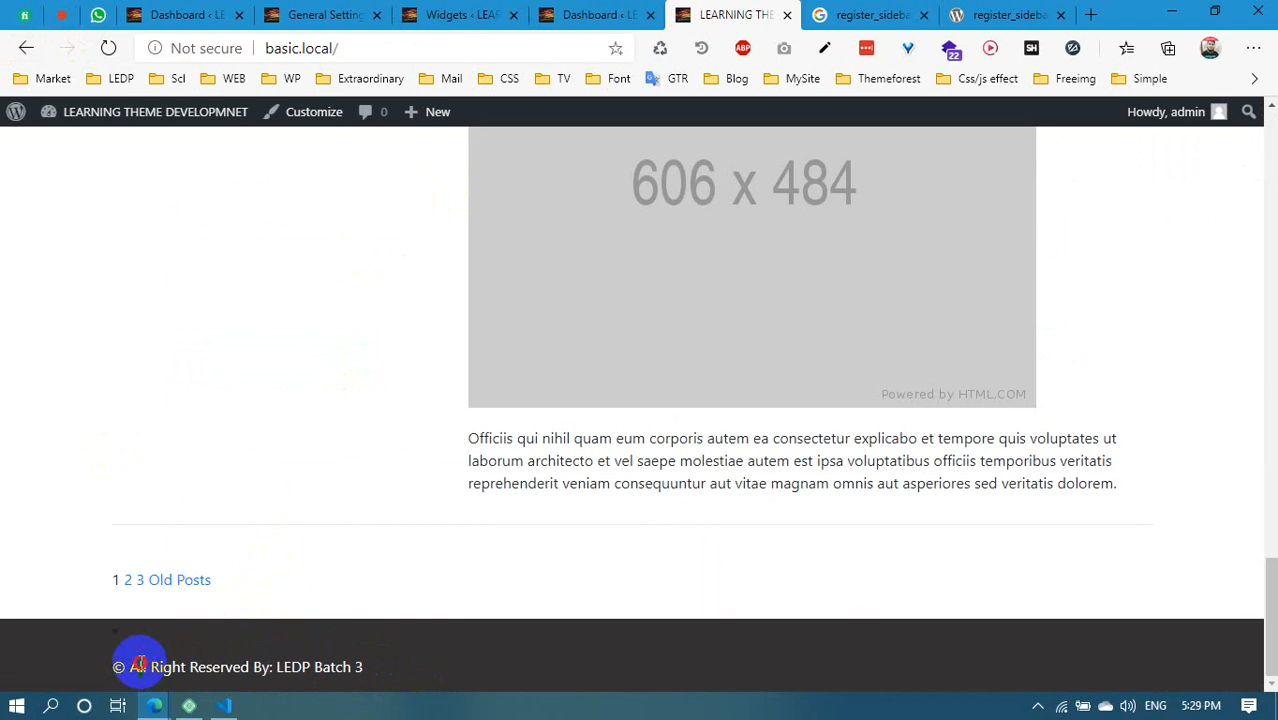 Dashboard ‹ LE
General Setting
Widgets ‹ LEAR
Dashboard ‹ LE
LEARNING THE
register_sideba
register_sideba
Not secure basic.local/
ABP
22
SH
Market LEDP Scl WEB WP Extraordinary Mail CSS TV Font GTR Blog MySite Themeforest Css/js effect Freeimg Simple
LEARNING THEME DEVELOPMNET Customize 0 New Howdy, admin
606 x 484
Powered by HTML.COM
Officiis qui nihil quam eum corporis autem ea consectetur explicabo et tempore quis voluptates ut
laborum architecto et vel saepe molestiae autem est ipsa voluptatibus officiis temporibus veritatis
reprehenderit veniam consequuntur aut vitae magnam omnis aut asperiores sed veritatis dolorem.
1 2 3 Old Posts
© All Right Reserved By: LEDP Batch 3
ENG 5:29 PM